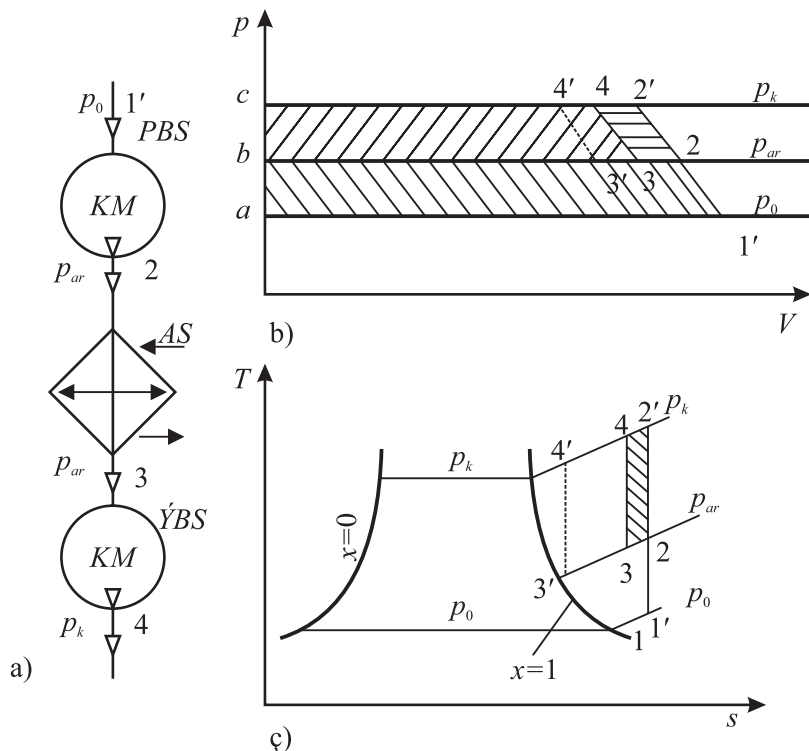 p₀ 1′
PBS
KM
p_ar 2
AS
p_ar 3
ÝBS
KM
p_k 4
a)
p
c 4′ 4 2′ p_k
b 3′ 3 2 p_ar
a p₀
1′
V
b)
T
4′ 4 2′ p_k
p_k
p_ar
x=0
3′ 3 2
p₀ p₀
1 1′
x=1
s
ç)